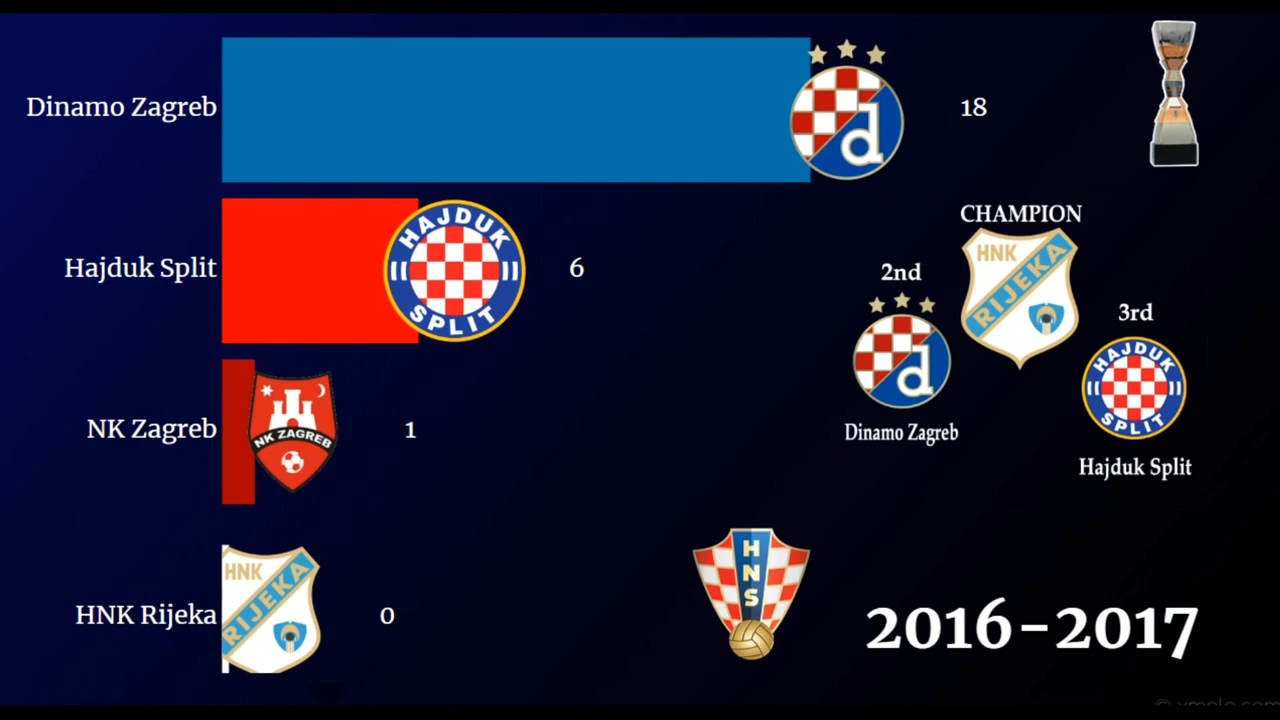 Dinamo Zagreb
d
18
CHAMPION
HNK
RIJEKA
2nd
d
Dinamo Zagreb
3rd
HAJDUK
SPLIT
Hajduk Split
Hajduk Split
HAJDUK
SPLIT
6
NK Zagreb
NK ZAGREB
1
HNK Rijeka
HNK
RIJEKA
0
HNS
2016-2017